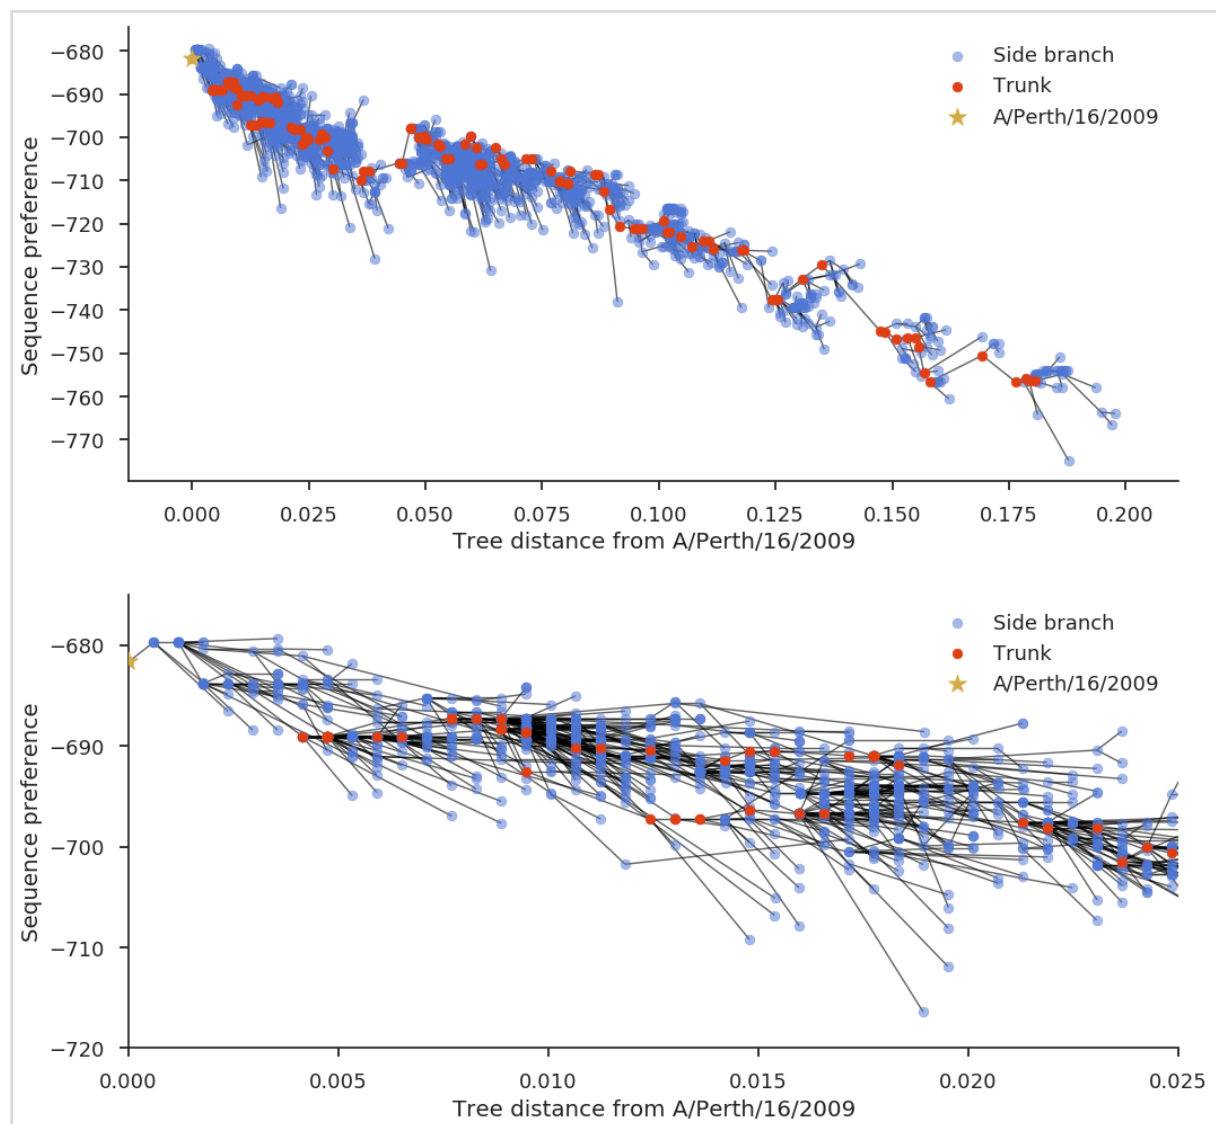 −680
−690
−700
−710
−720
−730
−740
−750
−760
−770
Sequence preference
Side branch
Trunk
A/Perth/16/2009
0.000 0.025 0.050 0.075 0.100 0.125 0.150 0.175 0.200
Tree distance from A/Perth/16/2009
−680
−690
−700
−710
−720
Sequence preference
Side branch
Trunk
A/Perth/16/2009
0.000 0.005 0.010 0.015 0.020 0.025
Tree distance from A/Perth/16/2009